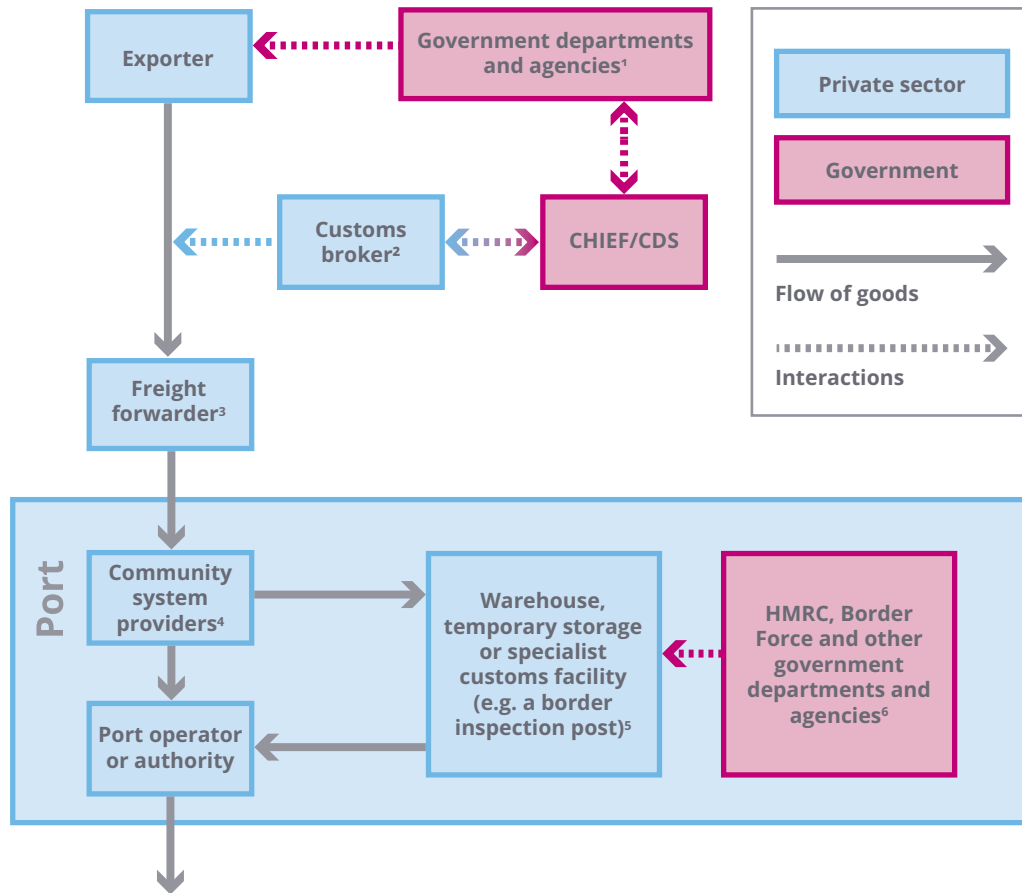 Exporter
Government departments
and agencies¹
Private sector
Government
Customs
broker²
CHIEF/CDS
Flow of goods
Interactions
Freight
forwarder³
Port
Community
system
providers⁴
Warehouse,
temporary storage
or specialist
customs facility
(e.g. a border
inspection post)⁵
HMRC, Border
Force and other
government
departments and
agencies⁶
Port operator
or authority